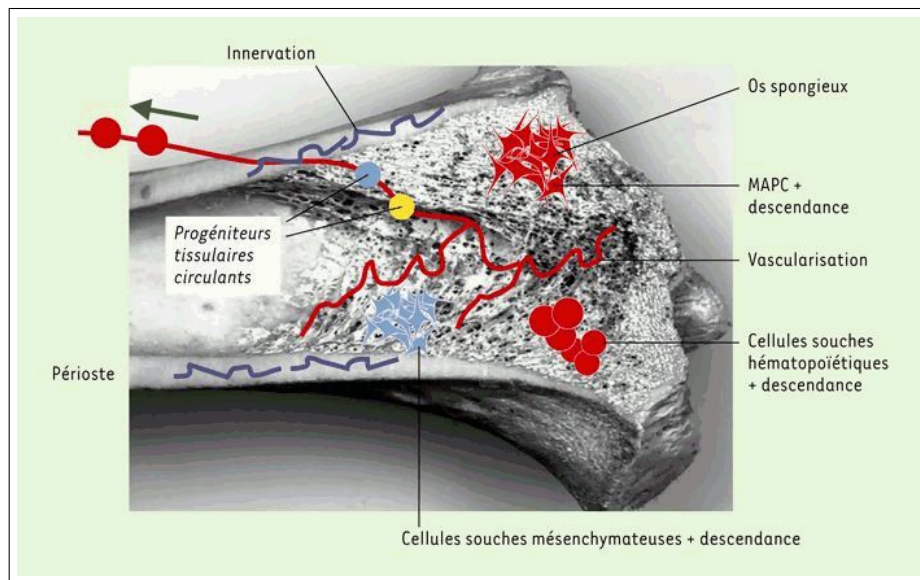 Innervation
Os spongieux
MAPC +
descendance
Progéniteurs
tissulaires
circulants
Vascularisation
Périoste
Cellules souches
hématopoïétiques
+ descendance
Cellules souches mésenchymateuses + descendance